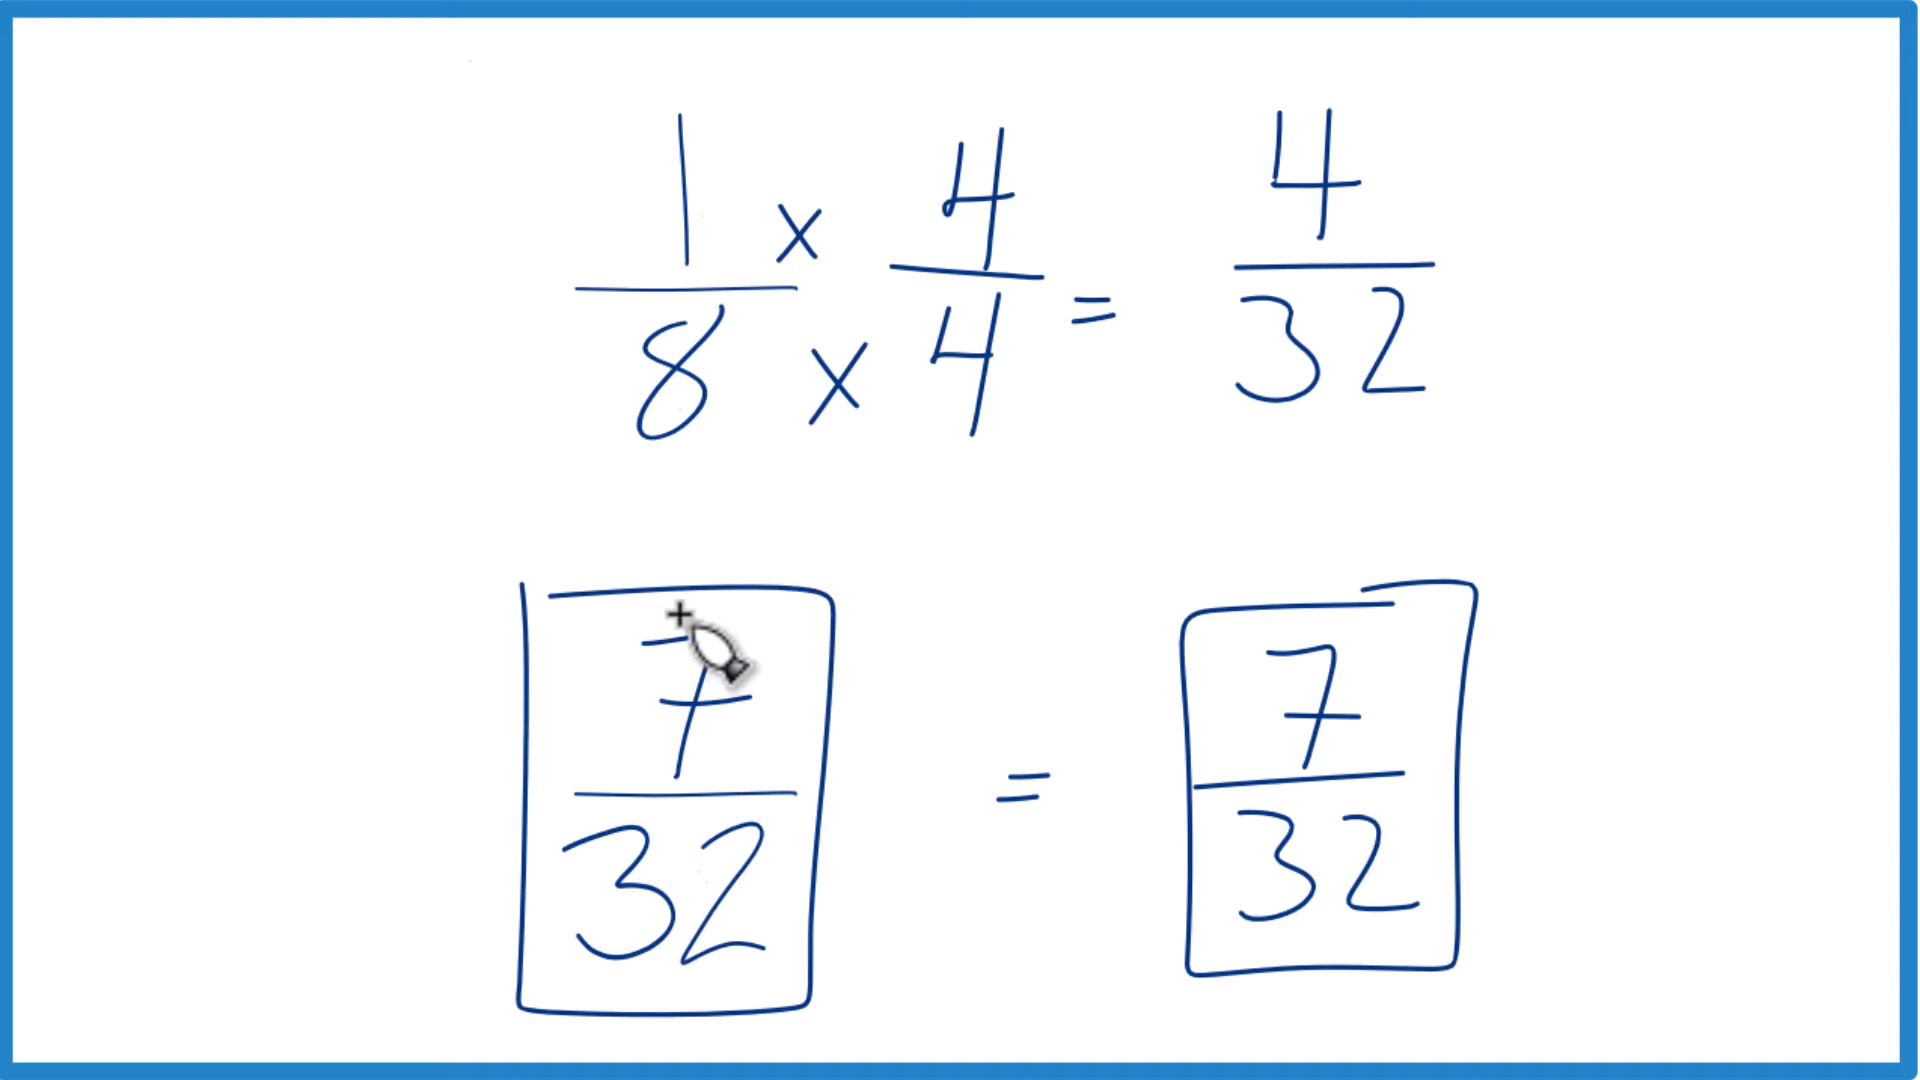 1/8 x/x 4/4 = 4/32
7/32 = 7/32